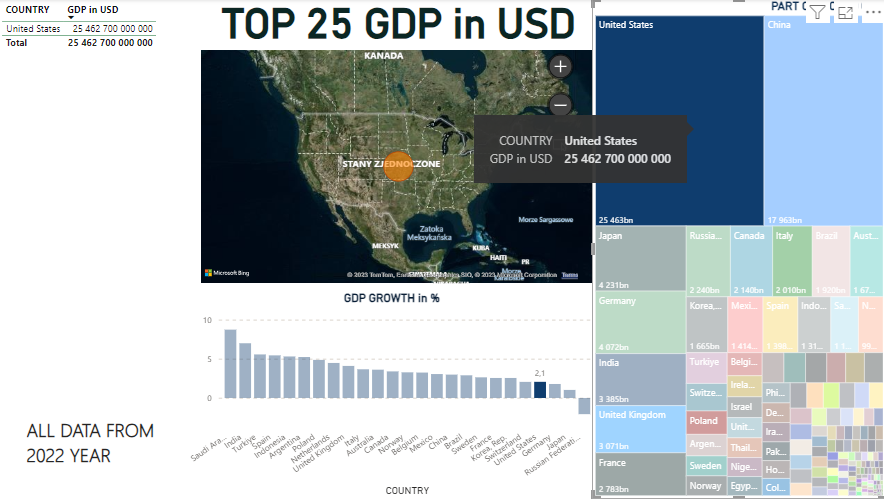 COUNTRY GDP in USD
United States 25 462 700 000 000
Total 25 462 700 000 000
TOP 25 GDP in USD
KANADA
STANY ZJEDNOCZONE
Zatoka
Meksykańska
Morze Sargassowe
MEKSYK
KUBA
HAITI
PR
Morze
Karaibskie
GWATEMALA
Microsoft Bing
© 2023 TomTom,
© 2023 Microsoft Corporation
Terms
COUNTRY United States
GDP in USD 25 462 700 000 000
GDP GROWTH in %
10
5
0
2,1
Saudi Ara...
India
Turkiye
Spain
Indonesia
Argentina
Poland
Netherlands
United Kingdom
Italy
Australia
Canada
Norway
Belgium
Mexico
China
Brazil
Sweden
France
Korea, Rep.
Switzerland
United States
Germany
Japan
Russian Federati...
COUNTRY
ALL DATA FROM
2022 YEAR
PART O
United States
25 463bn
China
17 963bn
Japan
4 231bn
Germany
4 072bn
India
3 385bn
United Kingdom
3 071bn
France
2 783bn
Russia...
2 240bn
Canada
2 140bn
Italy
2 010bn
Brazil
1 920bn
Aust...
1 67...
Korea,...
1 665bn
Mexi...
1 414...
Spain
1 398...
Indo...
1 31...
Sa...
1 1...
N...
99...
Turkiye
Belgi...
Switze...
Irela...
Phi...
Poland
Israel
De...
Unit...
Ira...
Argen...
Thail...
Pak...
Sweden
Nige...
Ho...
Norway
Egyp...
Col...